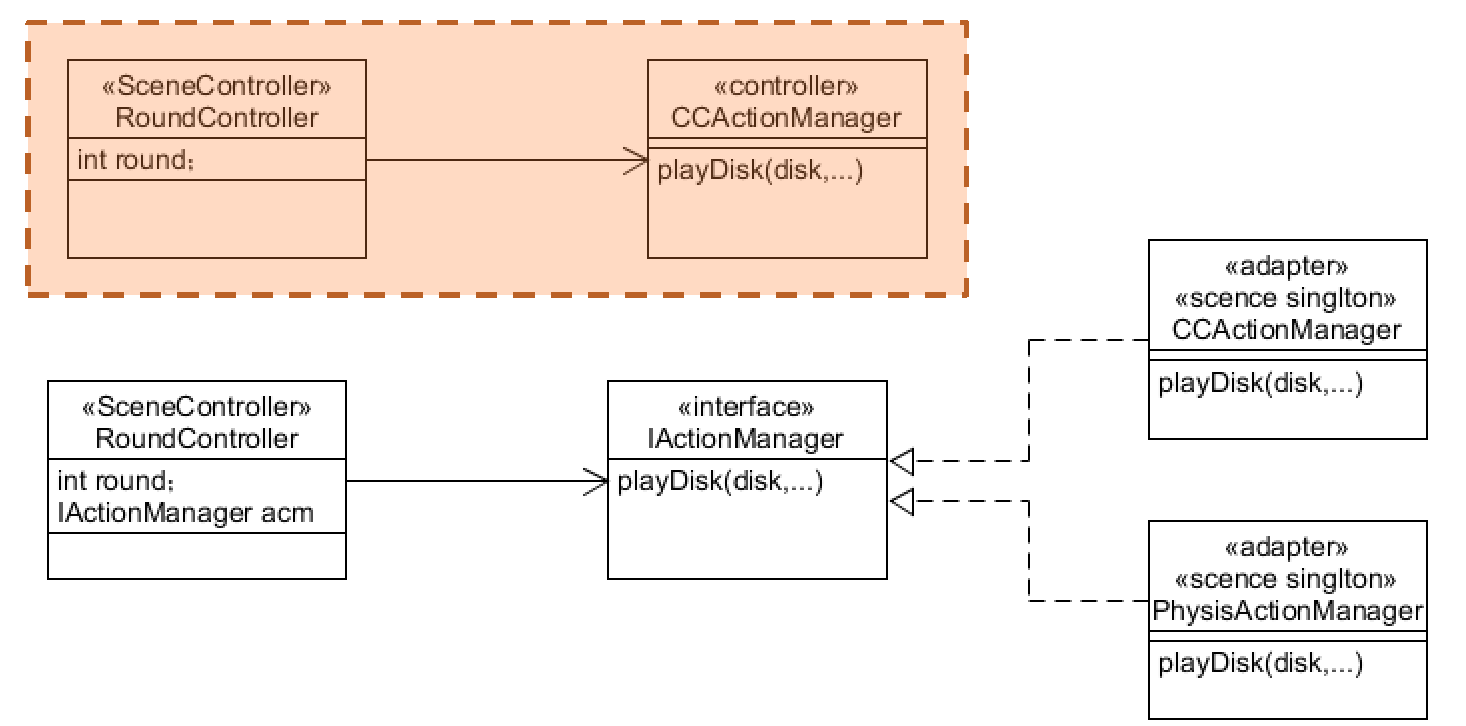 «SceneController»
RoundController
int round;
«controller»
CCActionManager
playDisk(disk,...)
«SceneController»
RoundController
int round;
IActionManager acm
«interface»
IActionManager
playDisk(disk,...)
«adapter»
«scence singlton»
CCActionManager
playDisk(disk,...)
«adapter»
«scence singlton»
PhysisActionManager
playDisk(disk,...)